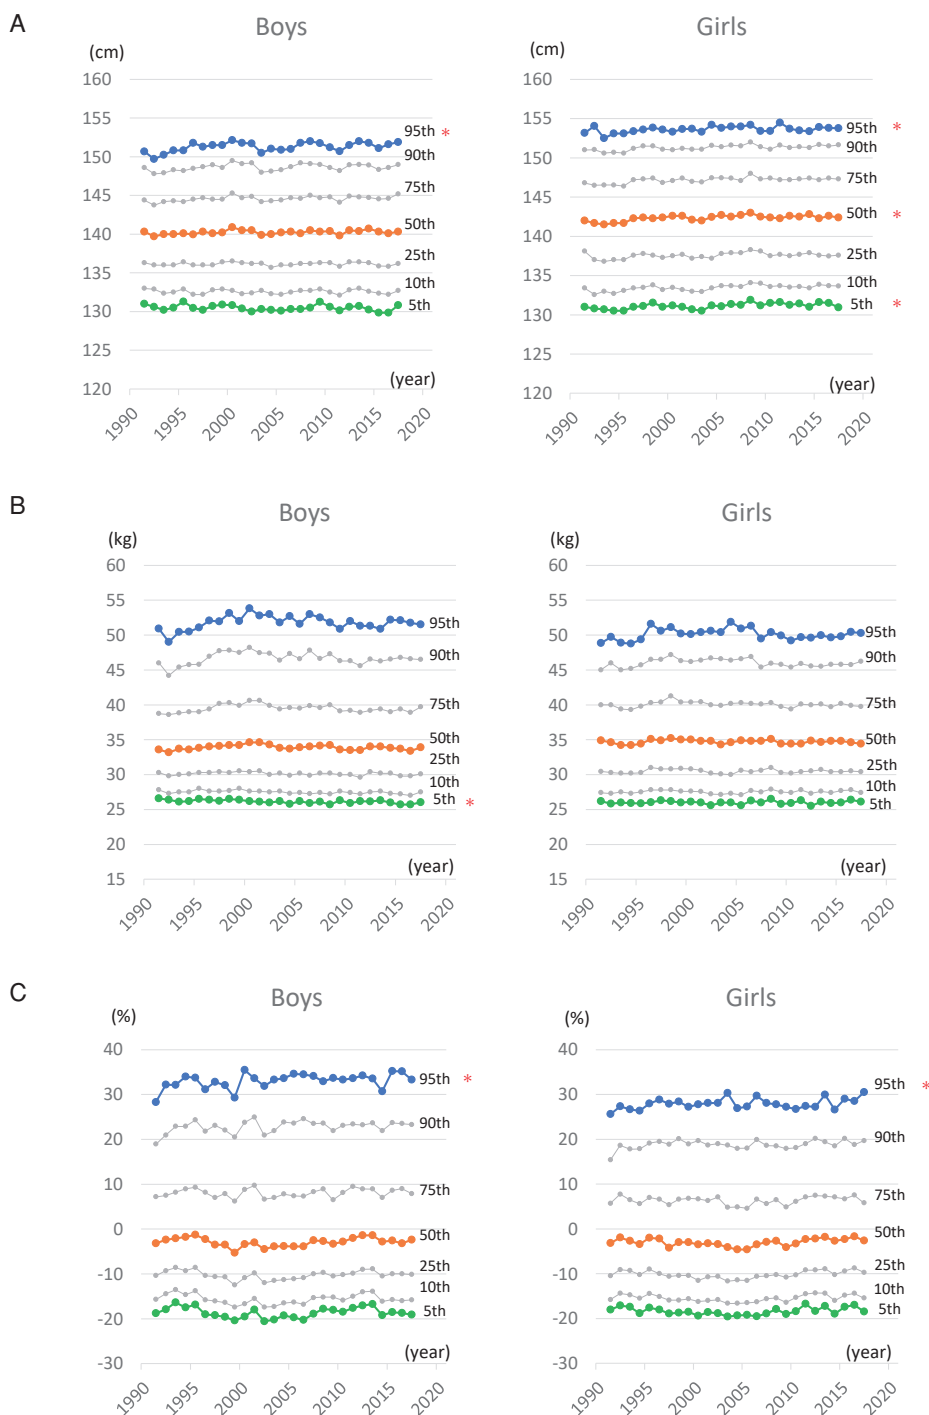 A
Boys
Girls
(cm)
(cm)
160
155
150
145
140
135
130
125
120
95th *
90th
75th
50th
25th
10th
5th
(year)
1990
1995
2000
2005
2010
2015
2020
160
155
150
145
140
135
130
125
120
95th *
90th
75th
50th *
25th
10th
5th *
(year)
1990
1995
2000
2005
2010
2015
2020
B
Boys
Girls
(kg)
(kg)
60
55
50
45
40
35
30
25
20
15
95th
90th
75th
50th
25th
10th
5th *
(year)
1990
1995
2000
2005
2010
2015
2020
60
55
50
45
40
35
30
25
20
15
95th
90th
75th
50th
25th
10th
5th
(year)
1990
1995
2000
2005
2010
2015
2020
C
Boys
Girls
(%)
(%)
40
30
20
10
0
-10
-20
-30
95th *
90th
75th
50th
25th
10th
5th
(year)
1990
1995
2000
2005
2010
2015
2020
40
30
20
10
0
-10
-20
-30
95th *
90th
75th
50th
25th
10th
5th
(year)
1990
1995
2000
2005
2010
2015
2020